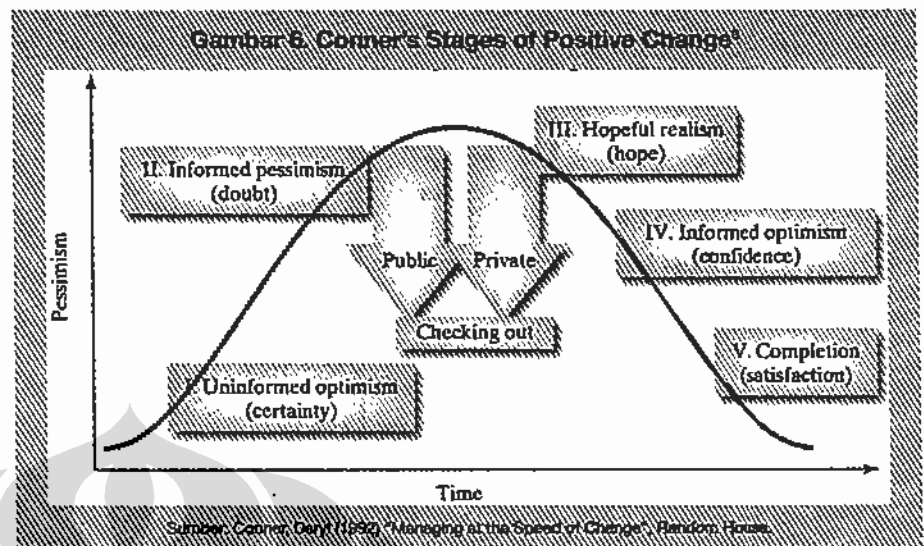 Gambar 6. Conner's Stages of Positive Change
II. Informed pessimism
(doubt)
III. Hopeful realism
(hope)
IV. Informed optimism
(confidence)
Public
Private
Checking out
I. Uninformed optimism
(certainty)
V. Completion
(satisfaction)
Pessimism
Time
Sumber: Conner, Daryl (1992) "Managing at the Speed of Change", Random House.